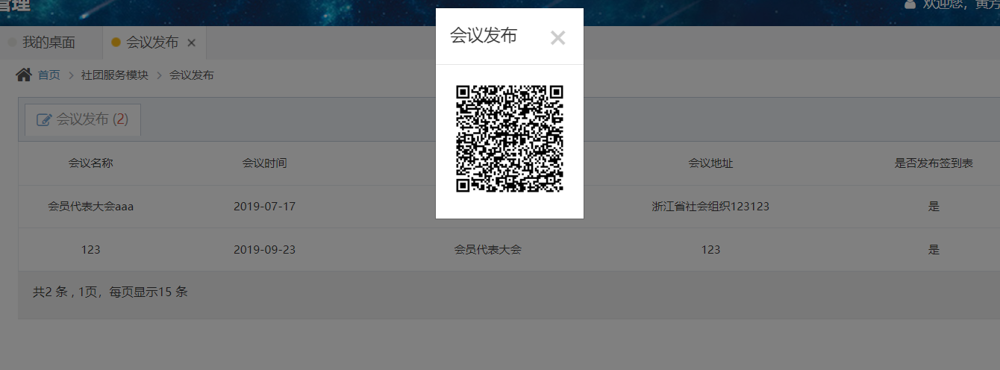 管理
欢迎您，黄芳
我的桌面
会议发布
会议发布
首页 社团服务模块 会议发布
会议发布 (2)
会议名称 会议时间 会议地址 是否发布签到表
会员代表大会aaa 2019-07-17 浙江省社会组织123123 是
123 2019-09-23 会员代表大会 123 是
共2 条 , 1页，每页显示15 条